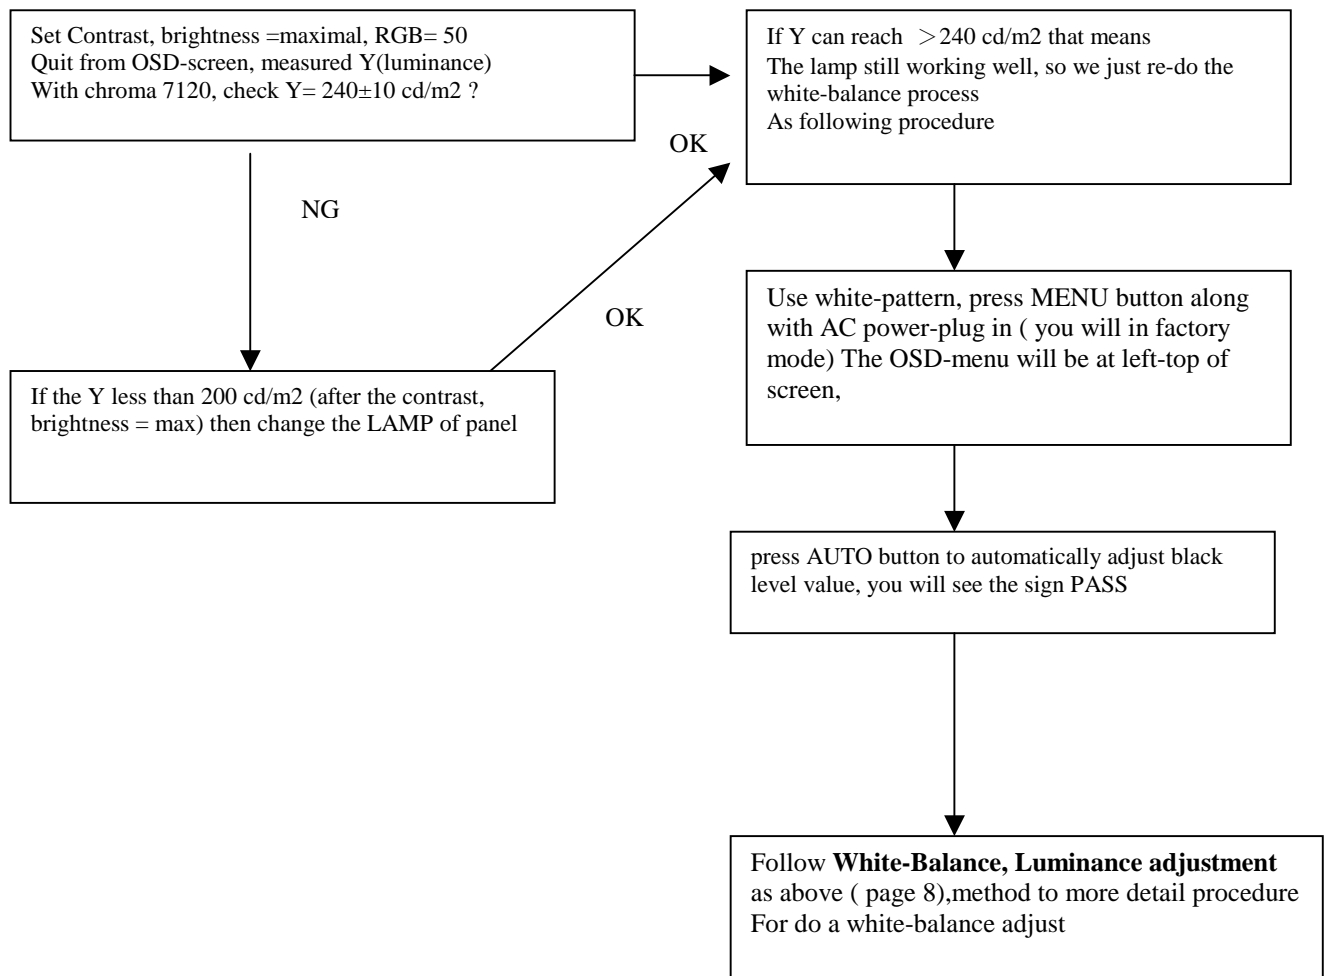 Set Contrast, brightness =maximal, RGB= 50
Quit from OSD-screen, measured Y(luminance)
With chroma 7120, check Y= 240±10 cd/m2 ?
If Y can reach ＞240 cd/m2 that means
The lamp still working well, so we just re-do the
white-balance process
As following procedure
OK
NG
OK
Use white-pattern, press MENU button along
with AC power-plug in ( you will in factory
mode) The OSD-menu will be at left-top of
screen,
If the Y less than 200 cd/m2 (after the contrast,
brightness = max) then change the LAMP of panel
press AUTO button to automatically adjust black
level value, you will see the sign PASS
Follow White-Balance, Luminance adjustment
as above ( page 8),method to more detail procedure
For do a white-balance adjust